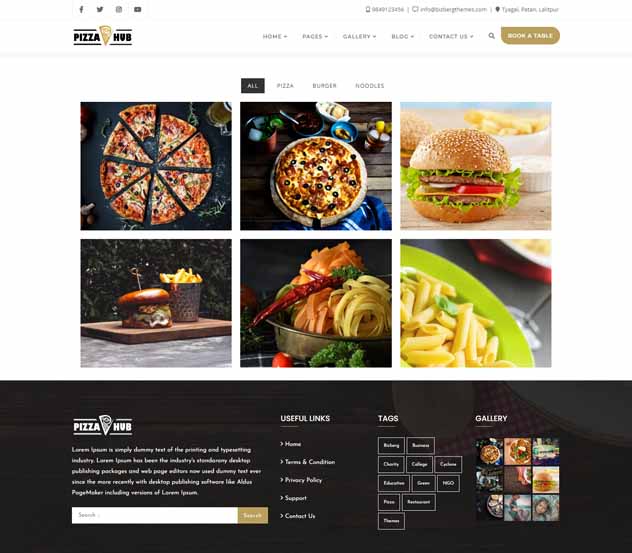 9849123456 | info@bizbergthemes.com | Tyagal, Patan, Lalitpur
PIZZA HUB
HOME PAGES GALLERY BLOG CONTACT US BOOK A TABLE
ALL PIZZA BURGER NOODLES
PIZZA HUB
Lorem Ipsum is simply dummy text of the printing and typesetting
industry. Lorem Ipsum has been the industry's standarony desktop
publishing packages and web page editors now used dummy text ever
since the more recently with desktop publishing software like Aldus
PageMaker including versions of Lorem Ipsum.
Search ... Search
USEFUL LINKS
Home
Terms & Condition
Privacy Policy
Support
Contact Us
TAGS
Bizberg Business
Charity College Cyclone
Education Green NGO
Pizza Restaurant
Themes
GALLERY